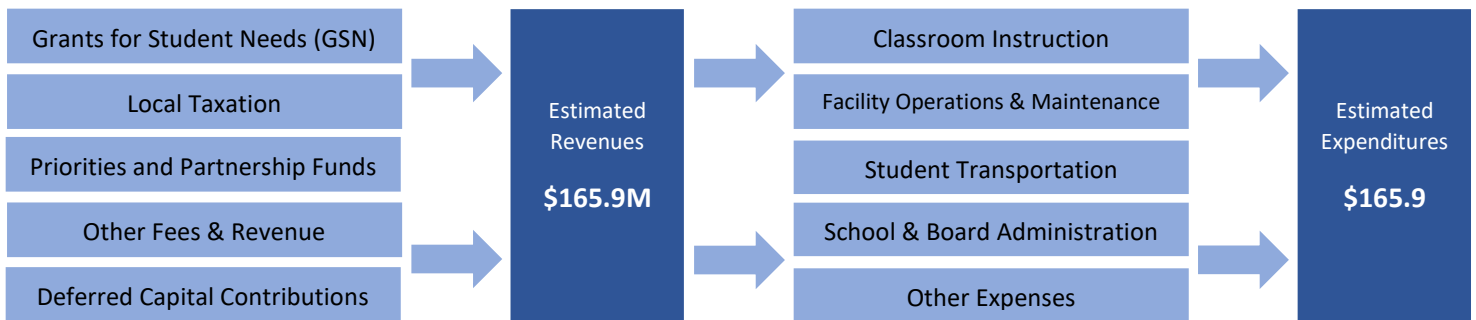 Grants for Student Needs (GSN)
Local Taxation
Priorities and Partnership Funds
Other Fees & Revenue
Deferred Capital Contributions
Estimated
Revenues
$165.9M
Classroom Instruction
Facility Operations & Maintenance
Student Transportation
School & Board Administration
Other Expenses
Estimated
Expenditures
$165.9